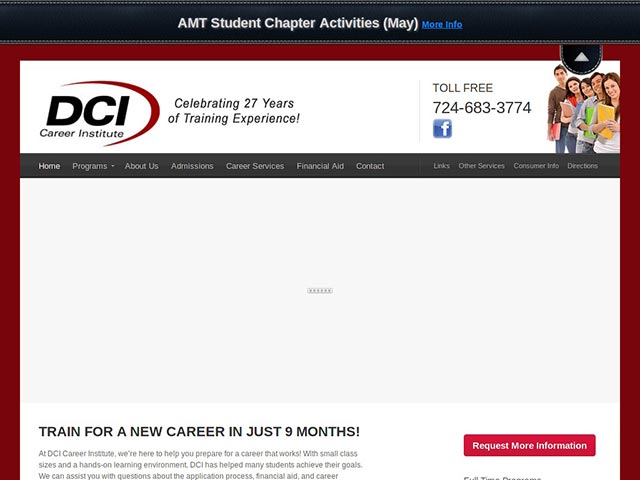 AMT Student Chapter Activities (May) More Info
DCI
Career Institute
Celebrating 27 Years
of Training Experience!
TOLL FREE
724-683-3774
Home Programs About Us Admissions Career Services Financial Aid Contact Links Other Services Consumer Info Directions
TRAIN FOR A NEW CAREER IN JUST 9 MONTHS!
At DCI Career Institute, we're here to help you prepare for a career that works! With small
class sizes and a hands-on learning environment, DCI has helped many students achieve their goals.
We can assist you with questions about the application process, financial aid, and career
Request More Information
Full Time Programs